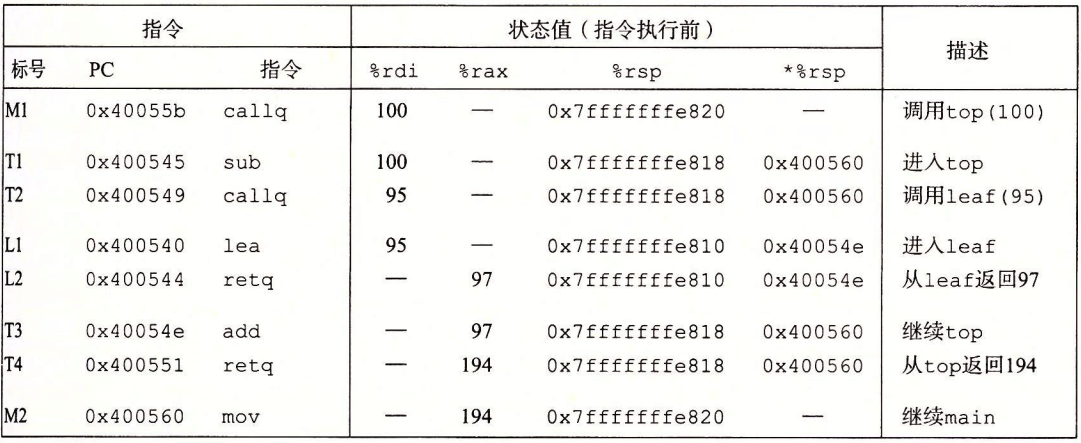 指令 状态值（指令执行前） 描述
标号 PC 指令 %rdi %rax %rsp *%rsp
M1 0x40055b callq 100 — 0x7fffffffe820 — 调用top(100)
T1 0x400545 sub 100 — 0x7fffffffe818 0x400560 进入top
T2 0x400549 callq 95 — 0x7fffffffe818 0x400560 调用leaf(95)
L1 0x400540 lea 95 — 0x7fffffffe810 0x40054e 进入leaf
L2 0x400544 retq — 97 0x7fffffffe810 0x40054e 从leaf返回97
T3 0x40054e add — 97 0x7fffffffe818 0x400560 继续top
T4 0x400551 retq — 194 0x7fffffffe818 0x400560 从top返回194
M2 0x400560 mov — 194 0x7fffffffe820 — 继续main